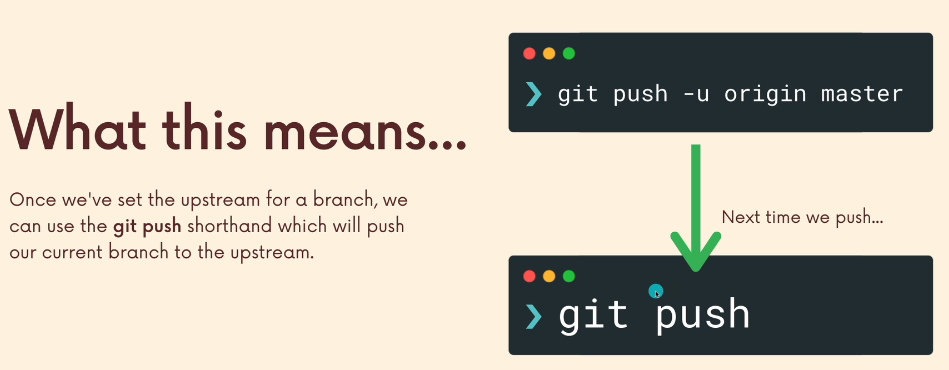 What this means...
Once we've set the upstream for a branch, we
can use the git push shorthand which will push
our current branch to the upstream.
❯ git push -u origin master
Next time we push...
❯ git push